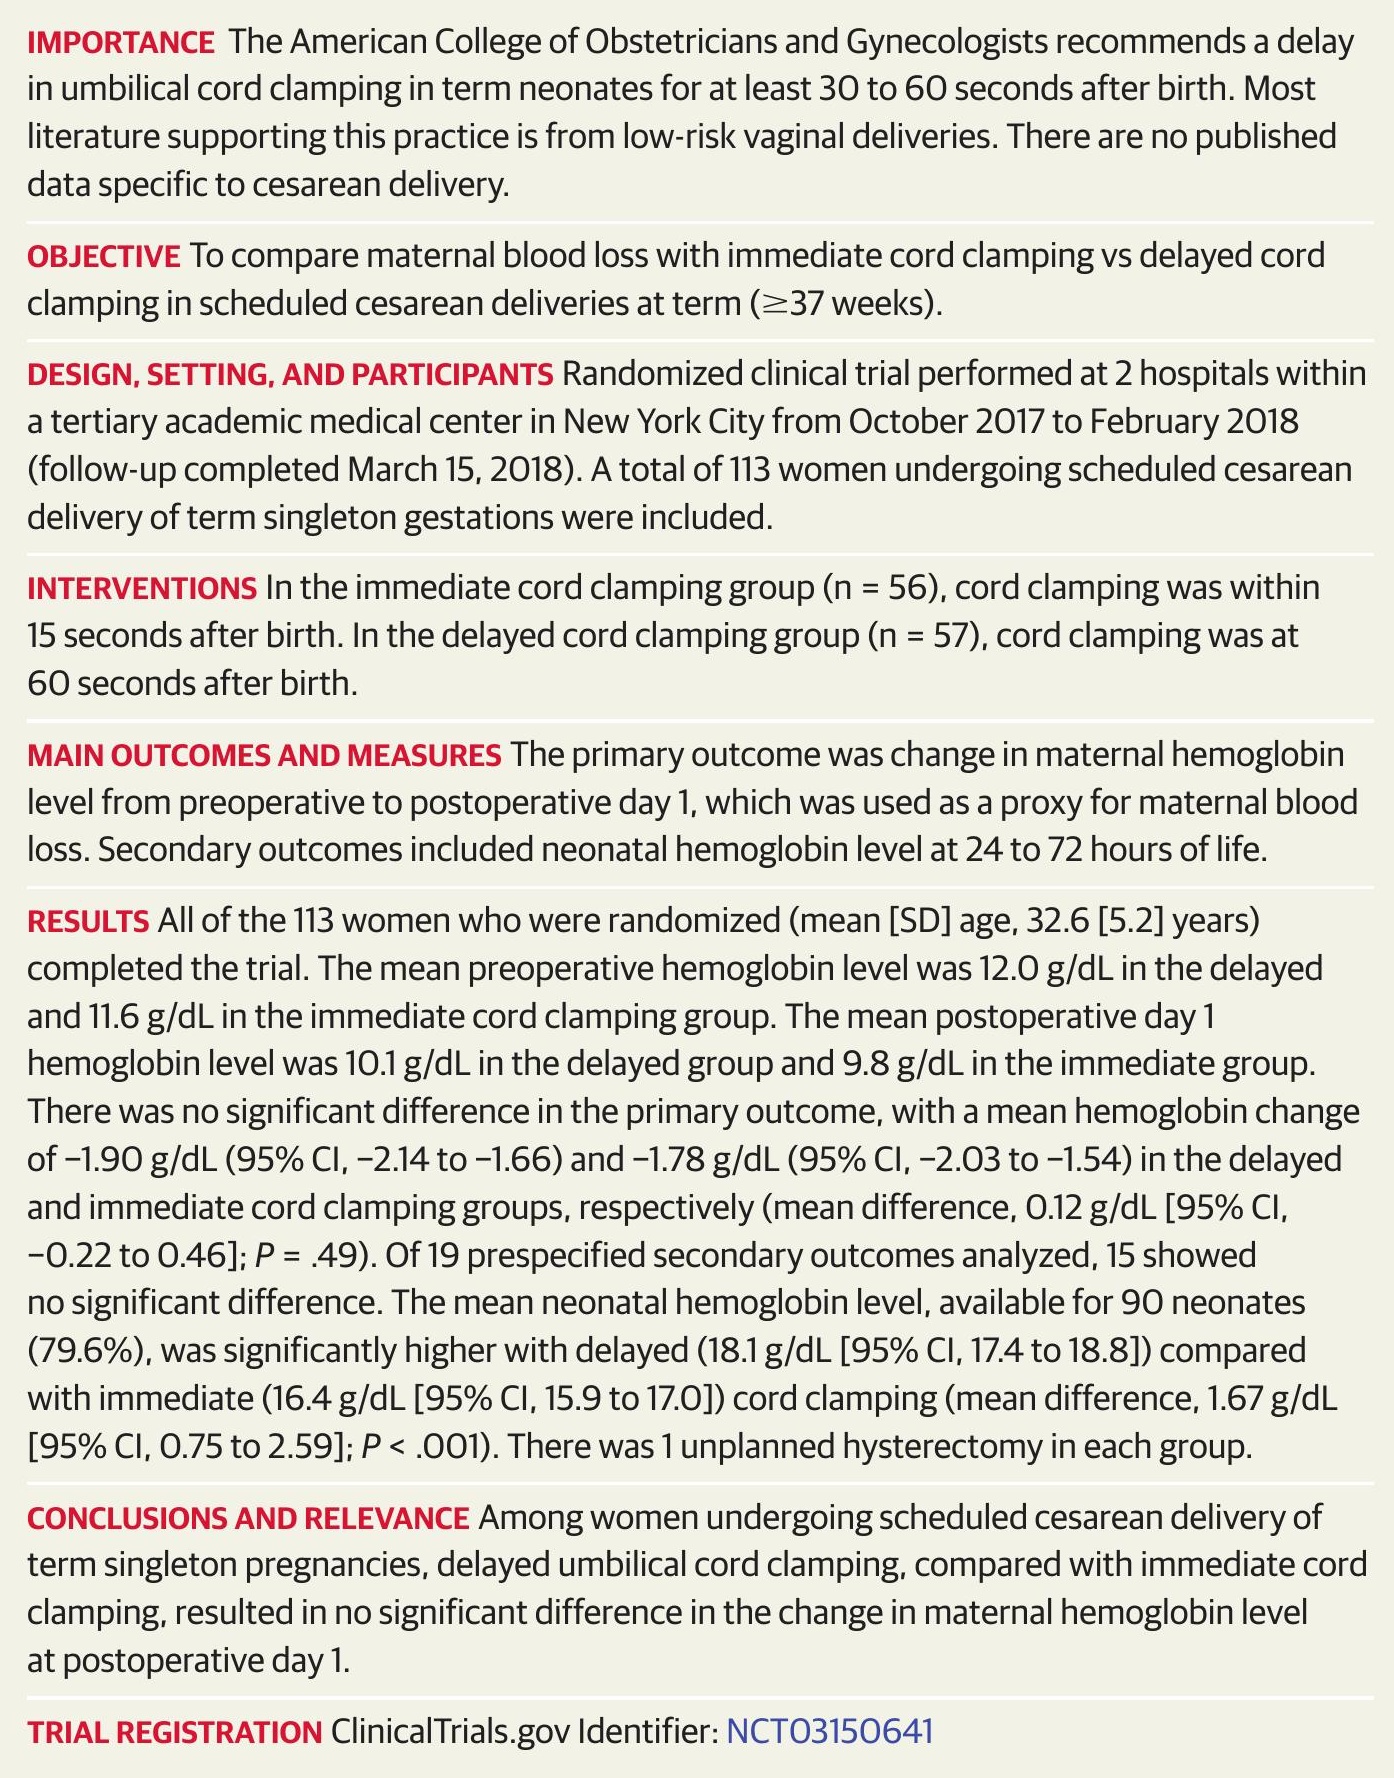 IMPORTANCE The American College of Obstetricians and Gynecologists recommends a delay
in umbilical cord clamping in term neonates for at least 30 to 60 seconds after birth. Most
literature supporting this practice is from low-risk vaginal deliveries. There are no published
data specific to cesarean delivery.
OBJECTIVE To compare maternal blood loss with immediate cord clamping vs delayed cord
clamping in scheduled cesarean deliveries at term (≥37 weeks).
DESIGN, SETTING, AND PARTICIPANTS Randomized clinical trial performed at 2 hospitals within
a tertiary academic medical center in New York City from October 2017 to February 2018
(follow-up completed March 15, 2018). A total of 113 women undergoing scheduled cesarean
delivery of term singleton gestations were included.
INTERVENTIONS In the immediate cord clamping group (n = 56), cord clamping was within
15 seconds after birth. In the delayed cord clamping group (n = 57), cord clamping was at
60 seconds after birth.
MAIN OUTCOMES AND MEASURES The primary outcome was change in maternal hemoglobin
level from preoperative to postoperative day 1, which was used as a proxy for maternal blood
loss. Secondary outcomes included neonatal hemoglobin level at 24 to 72 hours of life.
RESULTS All of the 113 women who were randomized (mean [SD] age, 32.6 [5.2] years)
completed the trial. The mean preoperative hemoglobin level was 12.0 g/dL in the delayed
and 11.6 g/dL in the immediate cord clamping group. The mean postoperative day 1
hemoglobin level was 10.1 g/dL in the delayed group and 9.8 g/dL in the immediate group.
There was no significant difference in the primary outcome, with a mean hemoglobin change
of −1.90 g/dL (95% CI, −2.14 to −1.66) and −1.78 g/dL (95% CI, −2.03 to −1.54) in the delayed
and immediate cord clamping groups, respectively (mean difference, 0.12 g/dL [95% CI,
−0.22 to 0.46]; P = .49). Of 19 prespecified secondary outcomes analyzed, 15 showed
no significant difference. The mean neonatal hemoglobin level, available for 90 neonates
(79.6%), was significantly higher with delayed (18.1 g/dL [95% CI, 17.4 to 18.8]) compared
with immediate (16.4 g/dL [95% CI, 15.9 to 17.0]) cord clamping (mean difference, 1.67 g/dL
[95% CI, 0.75 to 2.59]; P < .001). There was 1 unplanned hysterectomy in each group.
CONCLUSIONS AND RELEVANCE Among women undergoing scheduled cesarean delivery of
term singleton pregnancies, delayed umbilical cord clamping, compared with immediate cord
clamping, resulted in no significant difference in the change in maternal hemoglobin level
at postoperative day 1.
TRIAL REGISTRATION ClinicalTrials.gov Identifier: NCT03150641